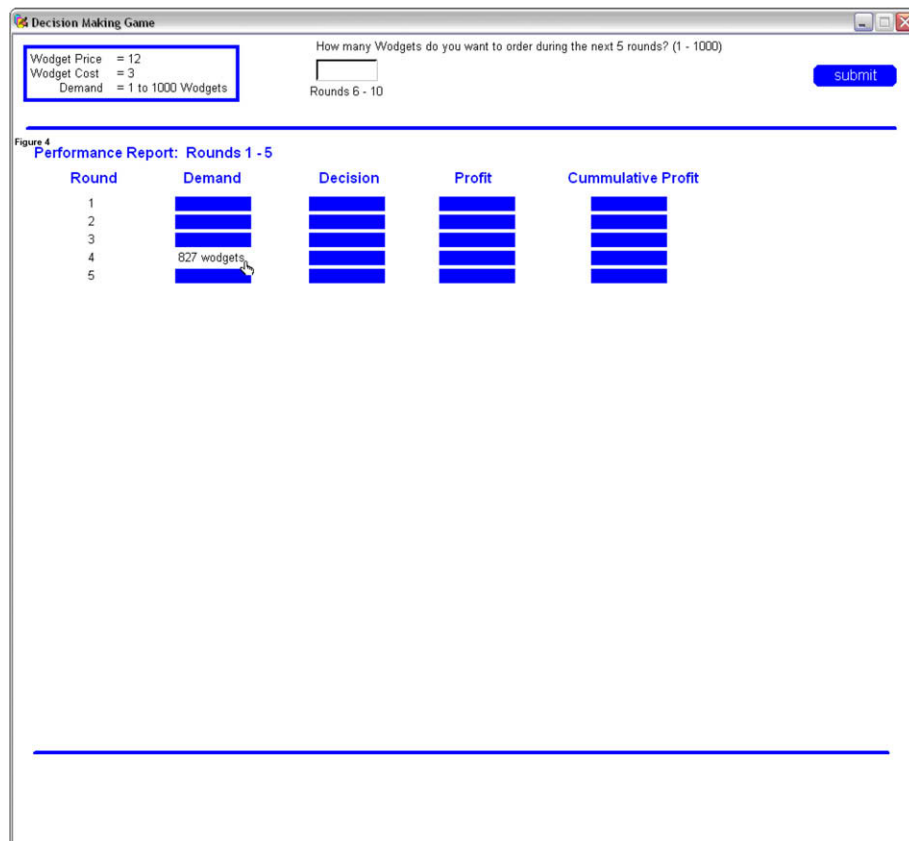 Decision Making Game
How many Wodgets do you want to order during the next 5 rounds? (1 - 1000)
Wodget Price = 12
Wodget Cost = 3
Demand = 1 to 1000 Wodgets
submit
Rounds 6 - 10
Figure 4
Performance Report: Rounds 1 - 5
Round Demand Decision Profit Cummulative Profit
1
2
3
4 827 wodgets
5